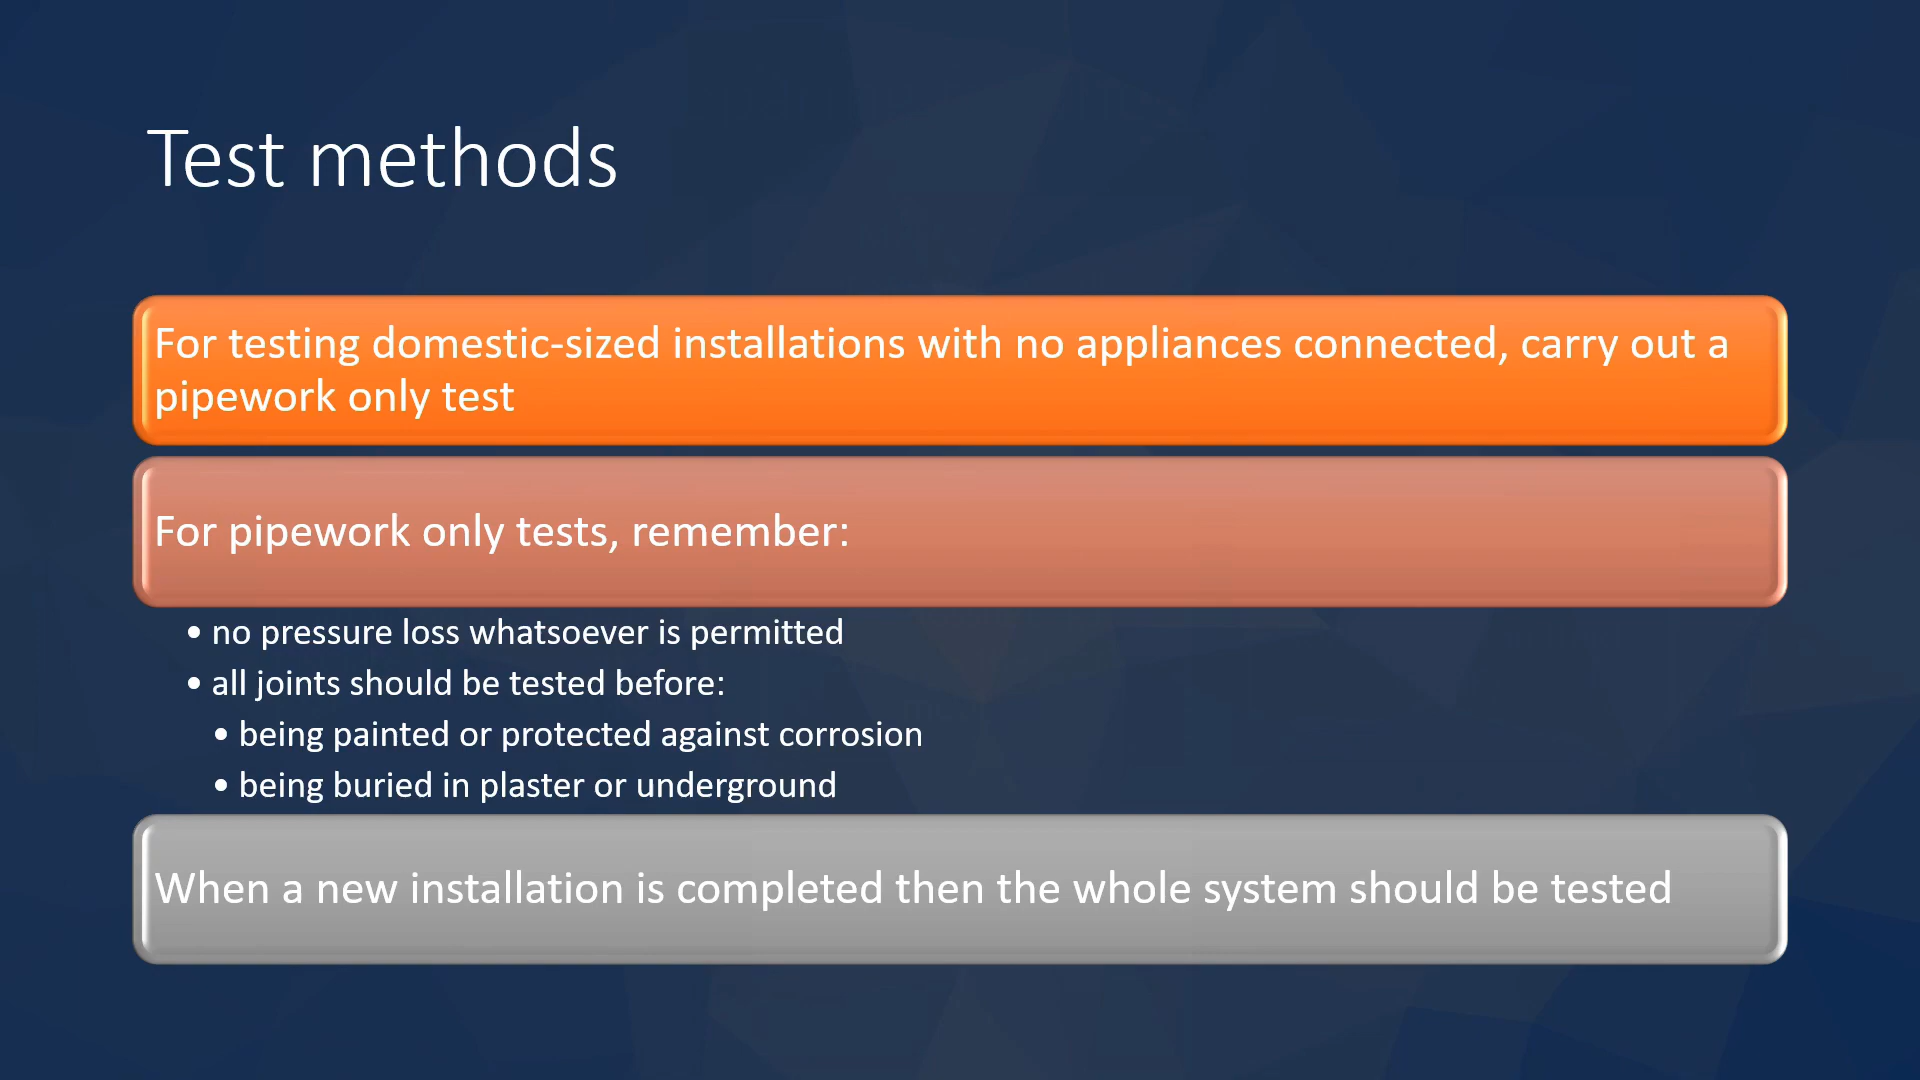 Test methods
For testing domestic-sized installations with no appliances connected, carry out a
pipework only test
For pipework only tests, remember:
• no pressure loss whatsoever is permitted
• all joints should be tested before:
• being painted or protected against corrosion
• being buried in plaster or underground
When a new installation is completed then the whole system should be tested